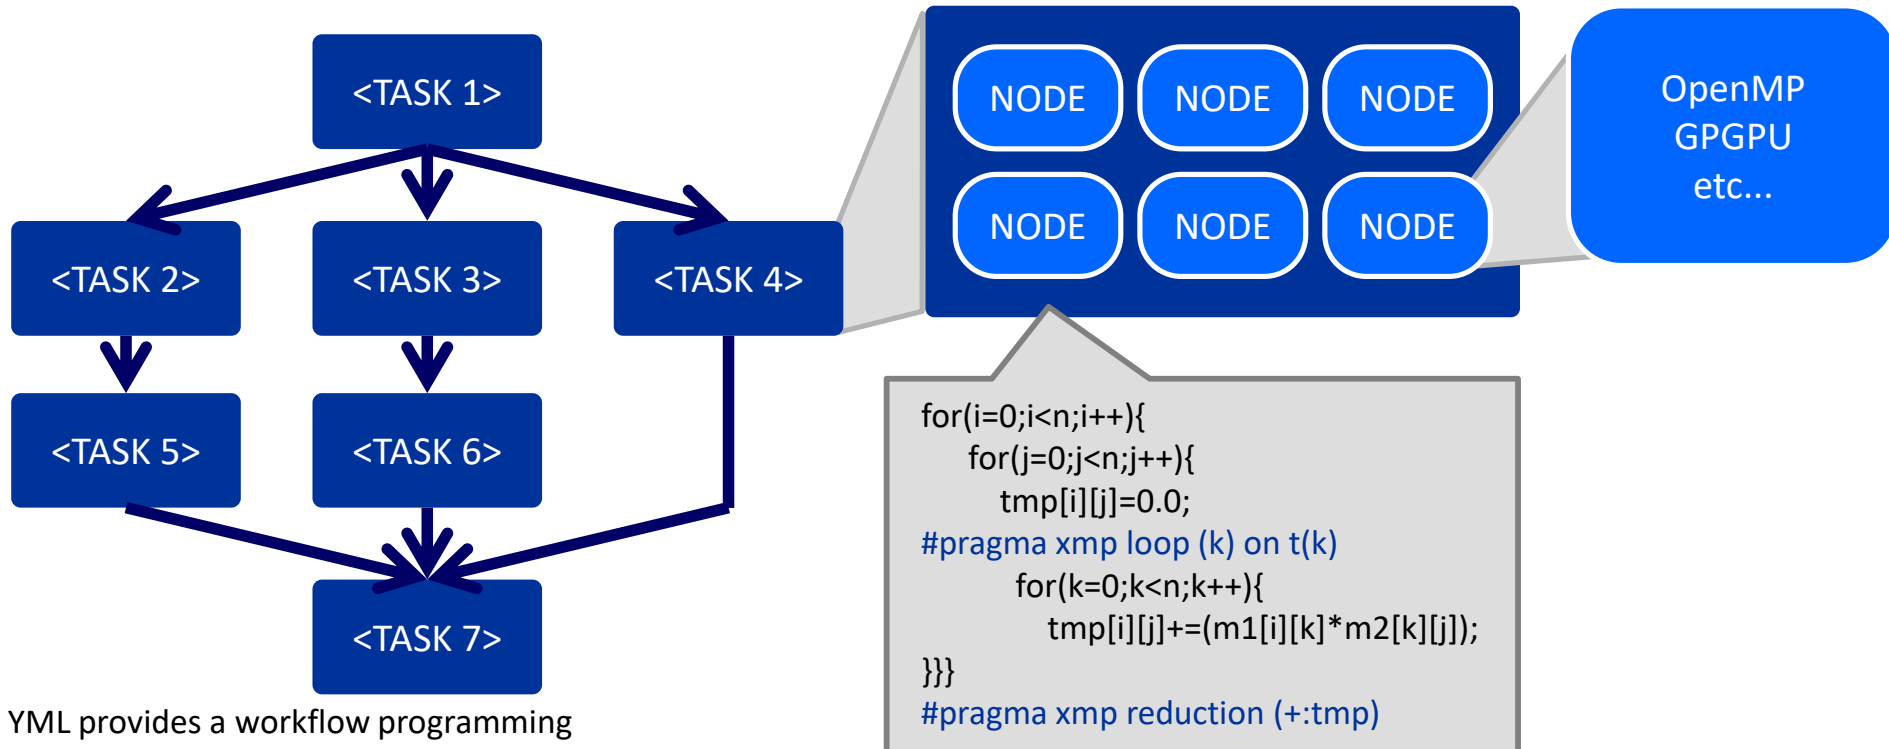 <TASK 1>
<TASK 2>
<TASK 3>
<TASK 4>
<TASK 5>
<TASK 6>
<TASK 7>
YML provides a workflow programming
NODE
NODE
NODE
NODE
NODE
NODE
OpenMP
GPGPU
etc...
for(i=0;i<n;i++){
for(j=0;j<n;j++){
tmp[i][j]=0.0;
#pragma xmp loop (k) on t(k)
for(k=0;k<n;k++){
tmp[i][j]+=(m1[i][k]*m2[k][j]);
}}}
#pragma xmp reduction (+:tmp)